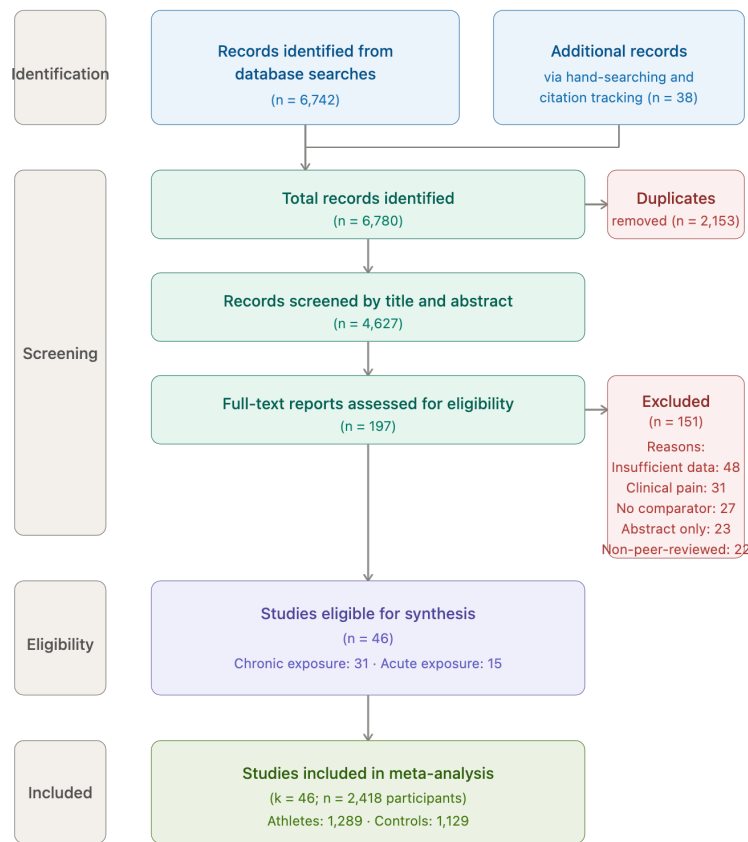 Identification
Records identified from
database searches
(n = 6,742)
Additional records
via hand-searching and
citation tracking (n = 38)
Screening
Total records identified
(n = 6,780)
Duplicates
removed (n = 2,153)
Records screened by title and abstract
(n = 4,627)
Full-text reports assessed for eligibility
(n = 197)
Excluded
(n = 151)
Reasons:
Insufficient data: 48
Clinical pain: 31
No comparator: 27
Abstract only: 23
Non-peer-reviewed: 22
Eligibility
Studies eligible for synthesis
(n = 46)
Chronic exposure: 31 · Acute exposure: 15
Included
Studies included in meta-analysis
(k = 46; n = 2,418 participants)
Athletes: 1,289 · Controls: 1,129